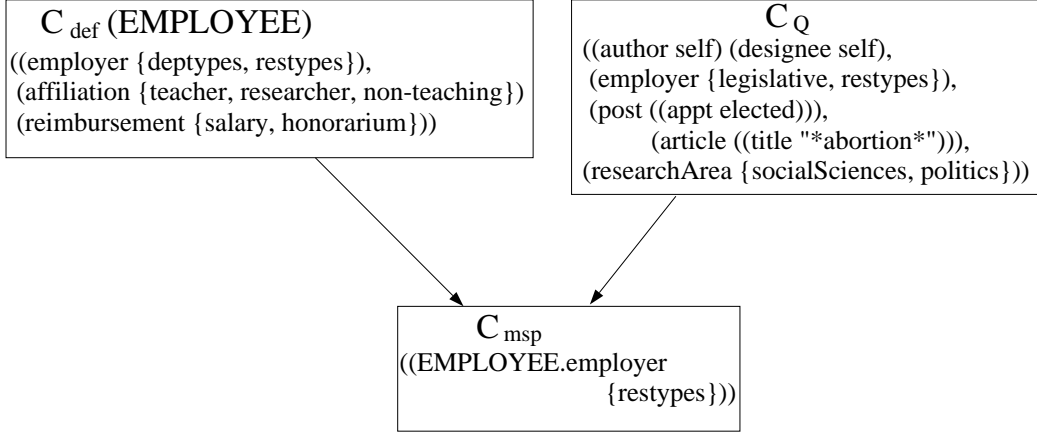 C def (EMPLOYEE)
((employer {deptypes, restypes}),
(affiliation {teacher, researcher, non-teaching})
(reimbursement {salary, honorarium}))
C Q
((author self) (designee self),
(employer {legislative, restypes}),
(post ((appt elected))),
(article ((title "*abortion*"))),
(researchArea {socialSciences, politics}))
C msp
((EMPLOYEE.employer
{restypes}))